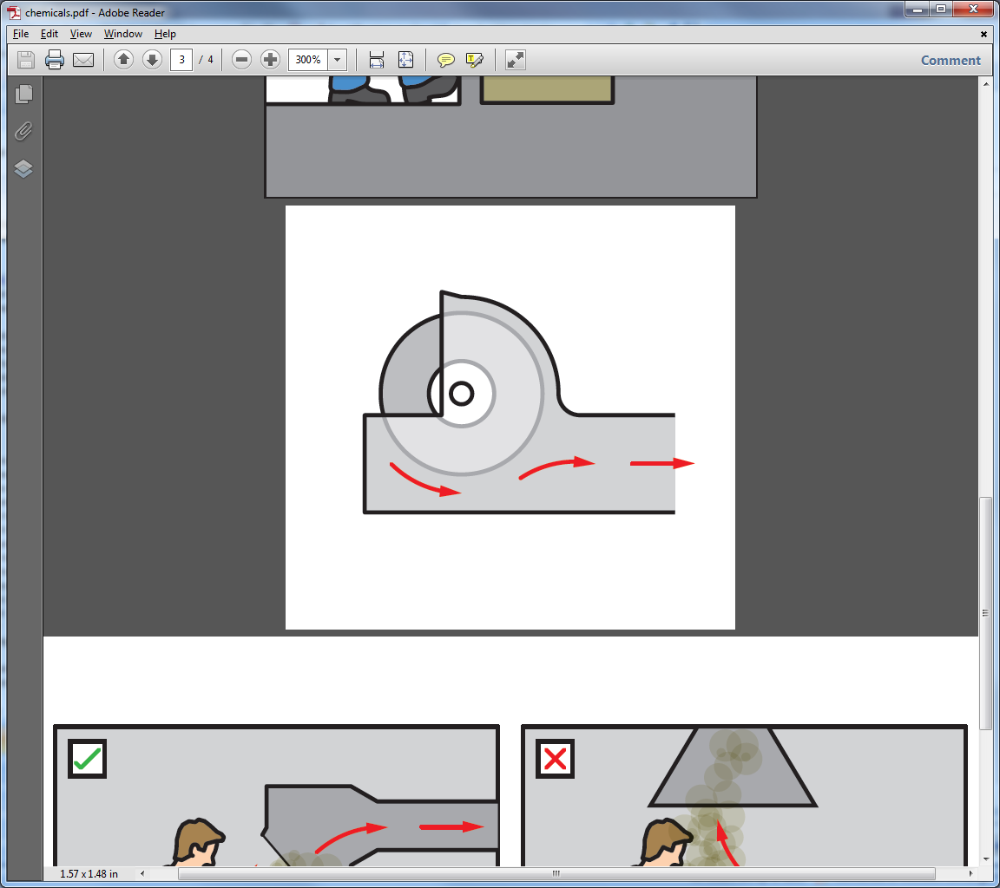 chemicals.pdf - Adobe Reader
File Edit View Window Help
3 / 4 300% Comment
1.57 x 1.48 in